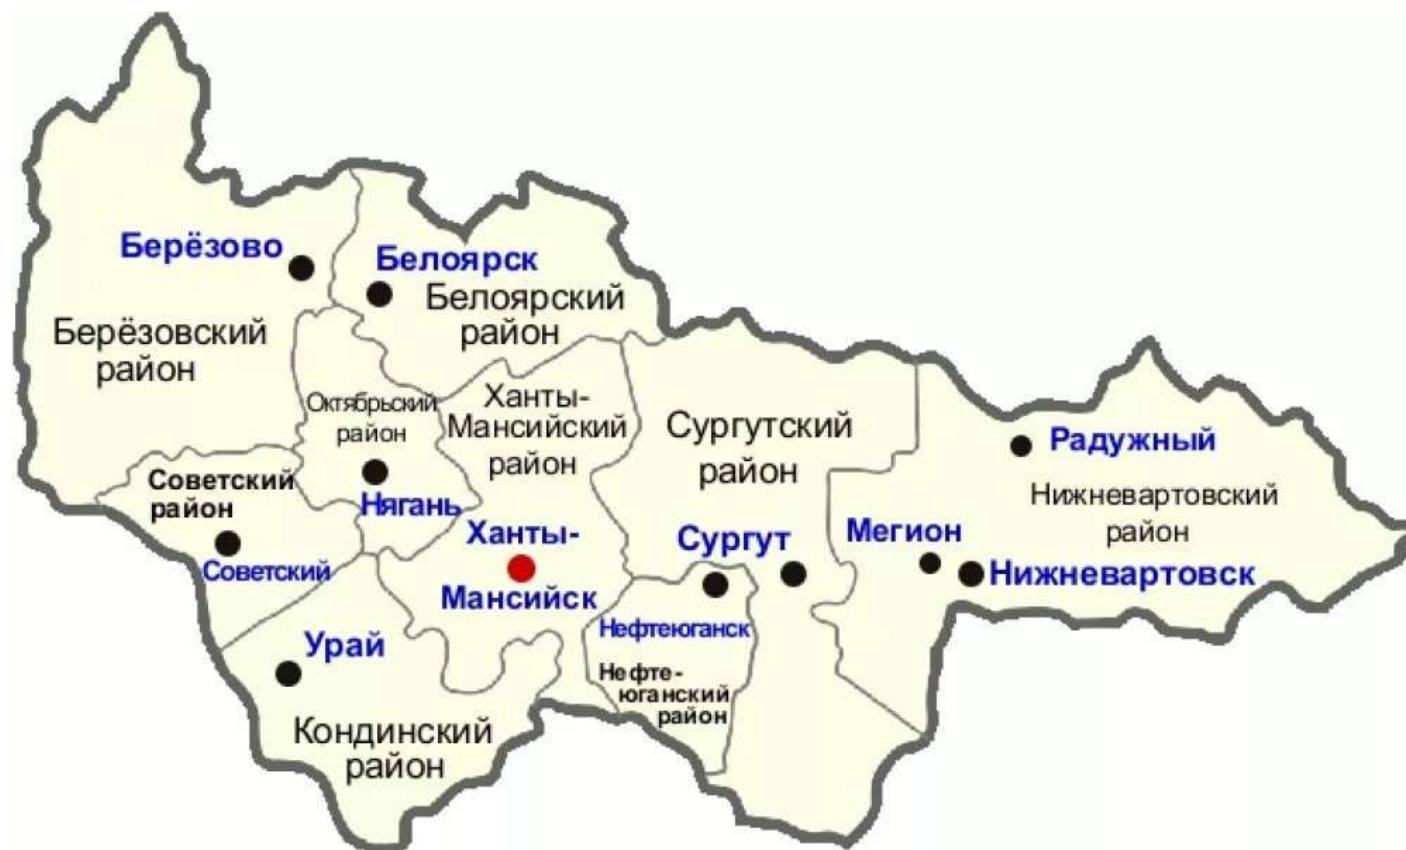 Берёзово
Белоярск
Белоярский
район
Берёзовский
район
Октябрьский
район
Ханты-
Мансийский
район
Сургутский
район
Радужный
Советский
район
Нягань
Нижневартовский
район
Ханты-
Мансийск
Сургут
Мегион
Нижневартовск
Советский
Нефтеюганск
Урай
Нефте-
юганский
район
Кондинский
район